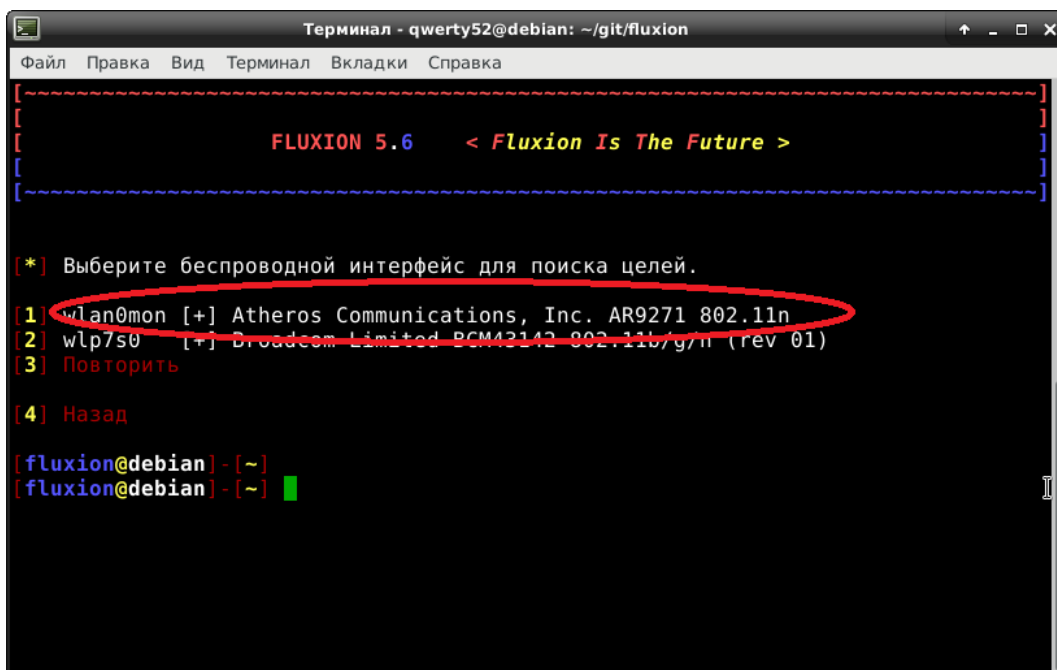 Терминал - qwerty52@debian: ~/git/fluxion
Файл Правка Вид Терминал Вкладки Справка
[~~~~~~~~~~~~~~~~~~~~~~~~~~~~~~~~~~~~~~~~~~~~~~~~~~~~~~~~~~~~~~~~~~~~~~~~~~~~~~]
[ ]
[ FLUXION 5.6 < Fluxion Is The Future > ]
[ ]
[~~~~~~~~~~~~~~~~~~~~~~~~~~~~~~~~~~~~~~~~~~~~~~~~~~~~~~~~~~~~~~~~~~~~~~~~~~~~~~]
[*] Выберите беспроводной интерфейс для поиска целей.
[1] wlan0mon [+] Atheros Communications, Inc. AR9271 802.11n
[2] wlp7s0 [+] Broadcom Limited BCM43142 802.11b/g/n (rev 01)
[3] Повторить
[4] Назад
[fluxion@debian]-[~]
[fluxion@debian]-[~]